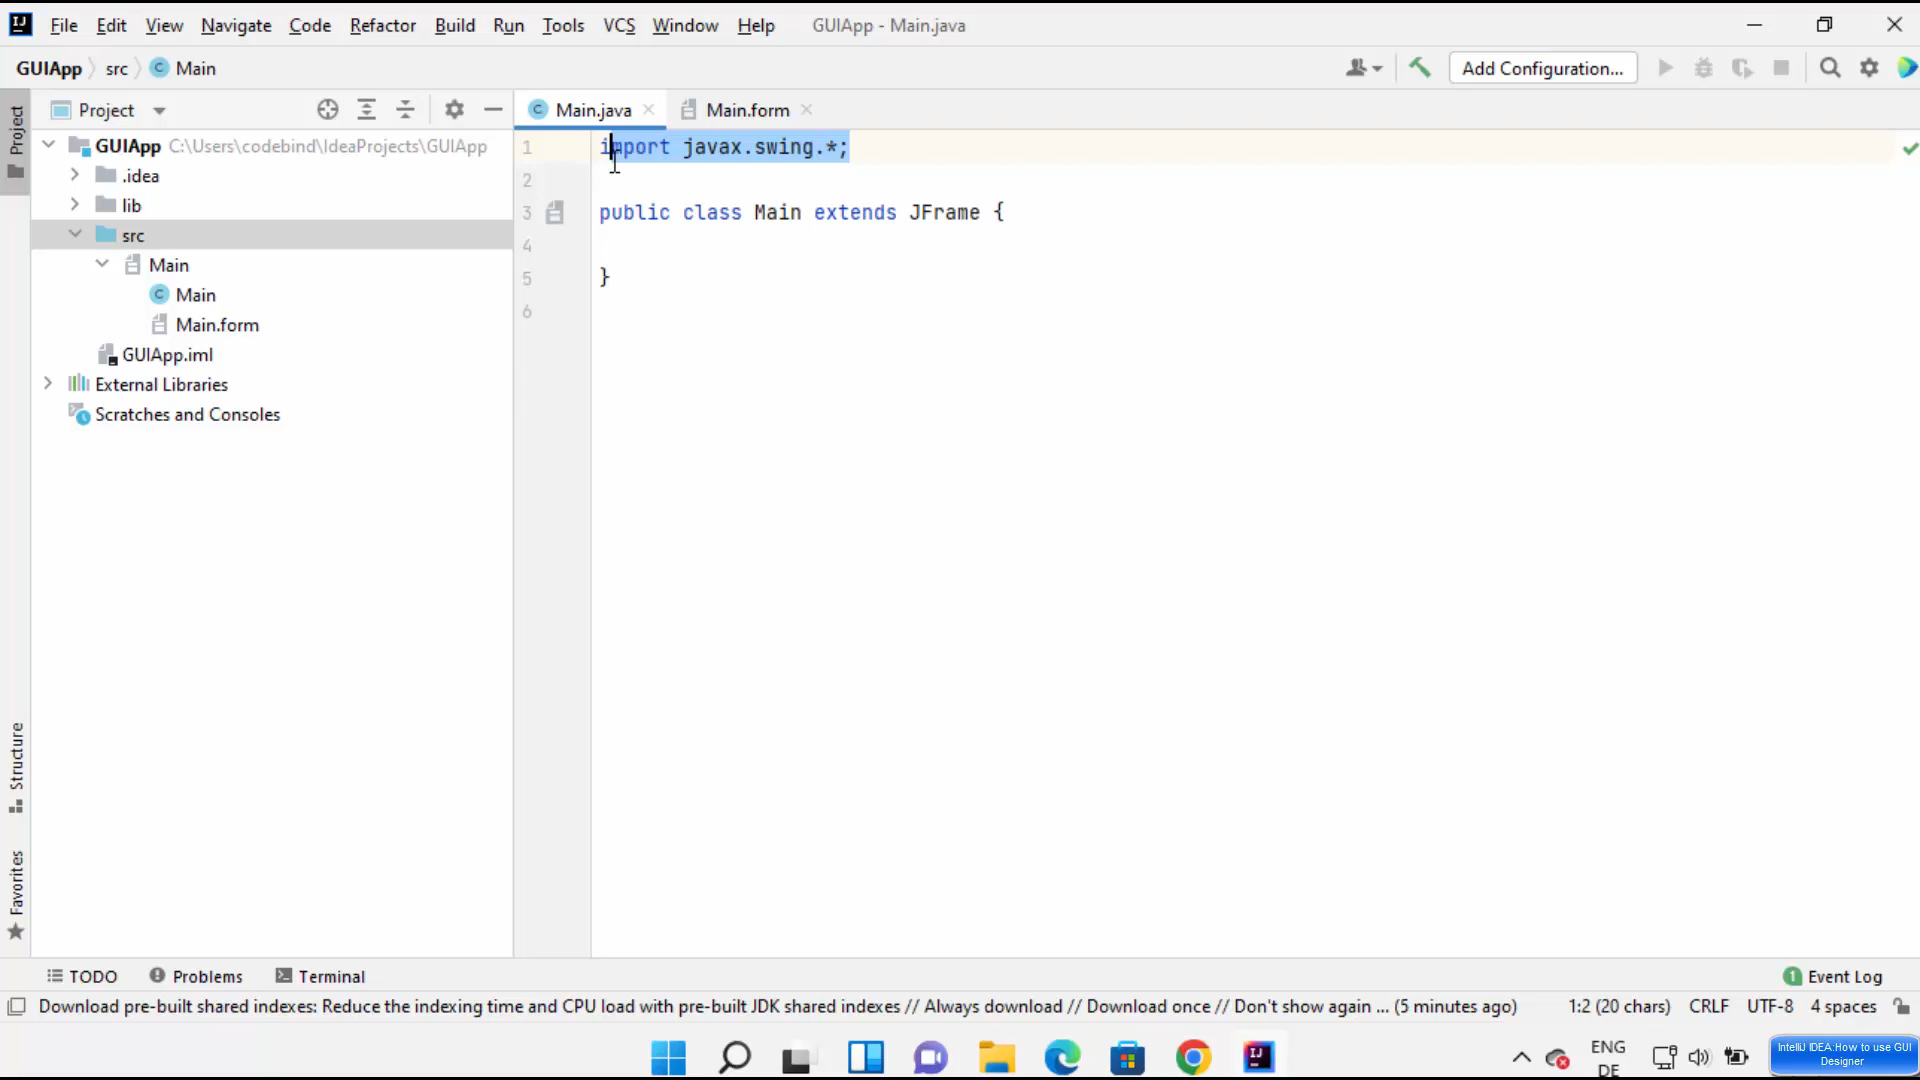 IJ File Edit View Navigate Code Refactor Build Run Tools VCS Window Help GUIApp - Main.java
GUIApp src C Main Add Configuration...
Project
Project
C Main.java
Main.form
GUIApp C:\Users\codebind\IdeaProjects\GUIApp
.idea
lib
src
Main
C Main
Main.form
GUIApp.iml
External Libraries
Scratches and Consoles
1 import javax.swing.*;
2
3 public class Main extends JFrame {
4
5 }
6
Structure
Favorites
TODO Problems Terminal 1 Event Log
Download pre-built shared indexes: Reduce the indexing time and CPU load with pre-built JDK shared indexes // Always download // Download once // Don't show again ... (5 minutes ago) 1:2 (20 chars) CRLF UTF-8 4 spaces
IJ
ENG
DE
IntelliJ IDEA:How to use GUI
Designer